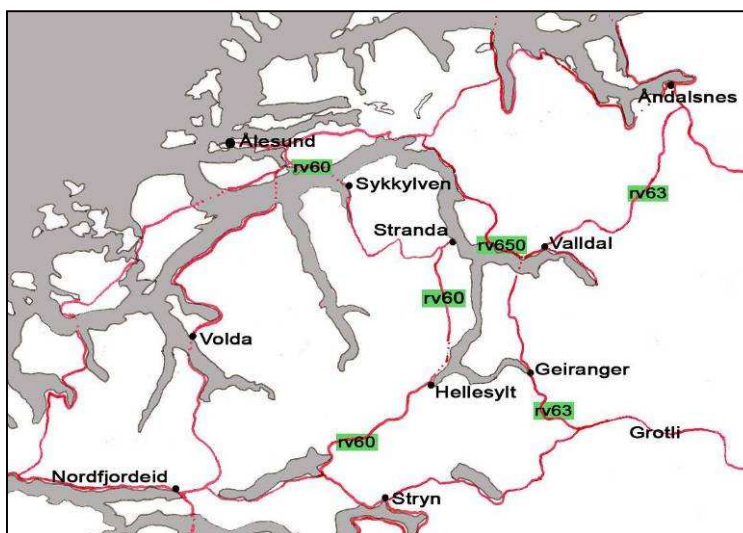 Åndalsnes
Ålesund
rv60
Sykkylven
rv63
Stranda
rv650
Valldal
rv60
Volda
Geiranger
Hellesylt
rv63
Grotli
rv60
Nordfjordeid
Stryn